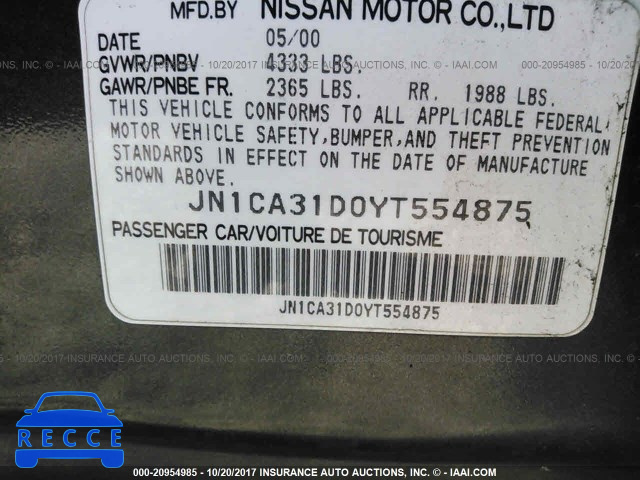 MFD.BY NISSAN MOTOR CO.,LTD
DATE 05/00
GVWR/PNBV 4333 LBS.
GAWR/PNBE FR. 2365 LBS. RR. 1988 LBS.
THIS VEHICLE CONFORMS TO ALL APPLICABLE FEDERAL
MOTOR VEHICLE SAFETY,BUMPER,AND THEFT PREVENTION
STANDARDS IN EFFECT ON THE DATE OF MANUFACTURE
SHOWN ABOVE.
JN1CA31D0YT554875
PASSENGER CAR/VOITURE DE TOURISME
JN1CA31D0YT554875
RECCE
000-20954985 - 10/20/2017 INSURANCE AUTO AUCTIONS - WWW.IAAI.COM